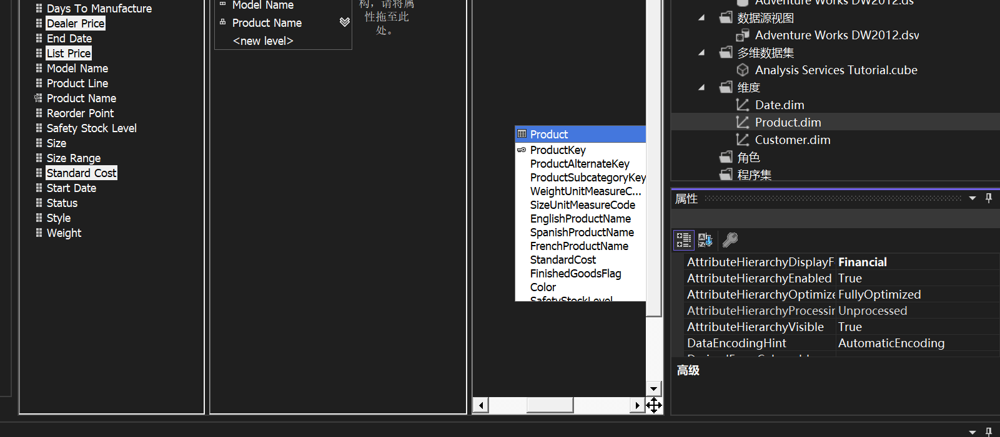 Days To Manufacture
Dealer Price
End Date
List Price
Model Name
Product Line
Product Name
Reorder Point
Safety Stock Level
Size
Size Range
Standard Cost
Start Date
Status
Style
Weight
Model Name
Product Name
<new level>
构，请将属
性拖至此
处。
Product
ProductKey
ProductAlternateKey
ProductSubcategoryKey
WeightUnitMeasureC...
SizeUnitMeasureCode
EnglishProductName
SpanishProductName
FrenchProductName
StandardCost
FinishedGoodsFlag
Color
SafetyStockLevel
Adventure Works DW2012.ds
数据源视图
Adventure Works DW2012.dsv
多维数据集
Analysis Services Tutorial.cube
维度
Date.dim
Product.dim
Customer.dim
角色
程序集
属性
AttributeHierarchyDisplayF Financial
AttributeHierarchyEnabled True
AttributeHierarchyOptimize FullyOptimized
AttributeHierarchyProcessin Unprocessed
AttributeHierarchyVisible True
DataEncodingHint AutomaticEncoding
高级